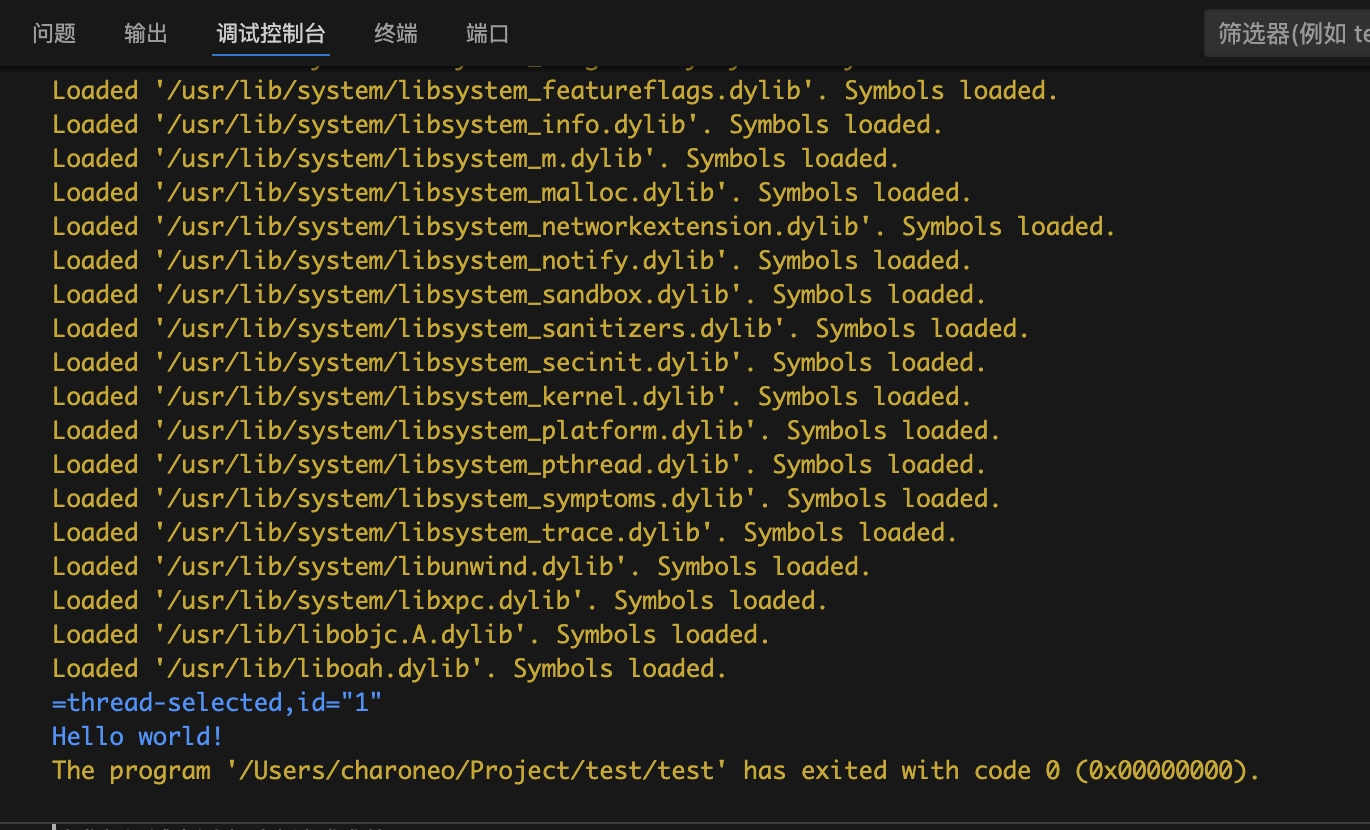 问题 输出 调试控制台 终端 端口 筛选器(例如 te
Loaded '/usr/lib/system/libsystem_featureflags.dylib'. Symbols loaded.
Loaded '/usr/lib/system/libsystem_info.dylib'. Symbols loaded.
Loaded '/usr/lib/system/libsystem_m.dylib'. Symbols loaded.
Loaded '/usr/lib/system/libsystem_malloc.dylib'. Symbols loaded.
Loaded '/usr/lib/system/libsystem_networkextension.dylib'. Symbols loaded.
Loaded '/usr/lib/system/libsystem_notify.dylib'. Symbols loaded.
Loaded '/usr/lib/system/libsystem_sandbox.dylib'. Symbols loaded.
Loaded '/usr/lib/system/libsystem_sanitizers.dylib'. Symbols loaded.
Loaded '/usr/lib/system/libsystem_secinit.dylib'. Symbols loaded.
Loaded '/usr/lib/system/libsystem_kernel.dylib'. Symbols loaded.
Loaded '/usr/lib/system/libsystem_platform.dylib'. Symbols loaded.
Loaded '/usr/lib/system/libsystem_pthread.dylib'. Symbols loaded.
Loaded '/usr/lib/system/libsystem_symptoms.dylib'. Symbols loaded.
Loaded '/usr/lib/system/libsystem_trace.dylib'. Symbols loaded.
Loaded '/usr/lib/system/libunwind.dylib'. Symbols loaded.
Loaded '/usr/lib/system/libxpc.dylib'. Symbols loaded.
Loaded '/usr/lib/libobjc.A.dylib'. Symbols loaded.
Loaded '/usr/lib/liboah.dylib'. Symbols loaded.
=thread-selected,id="1"
Hello world!
The program '/Users/charoneo/Project/test/test' has exited with code 0 (0x00000000).